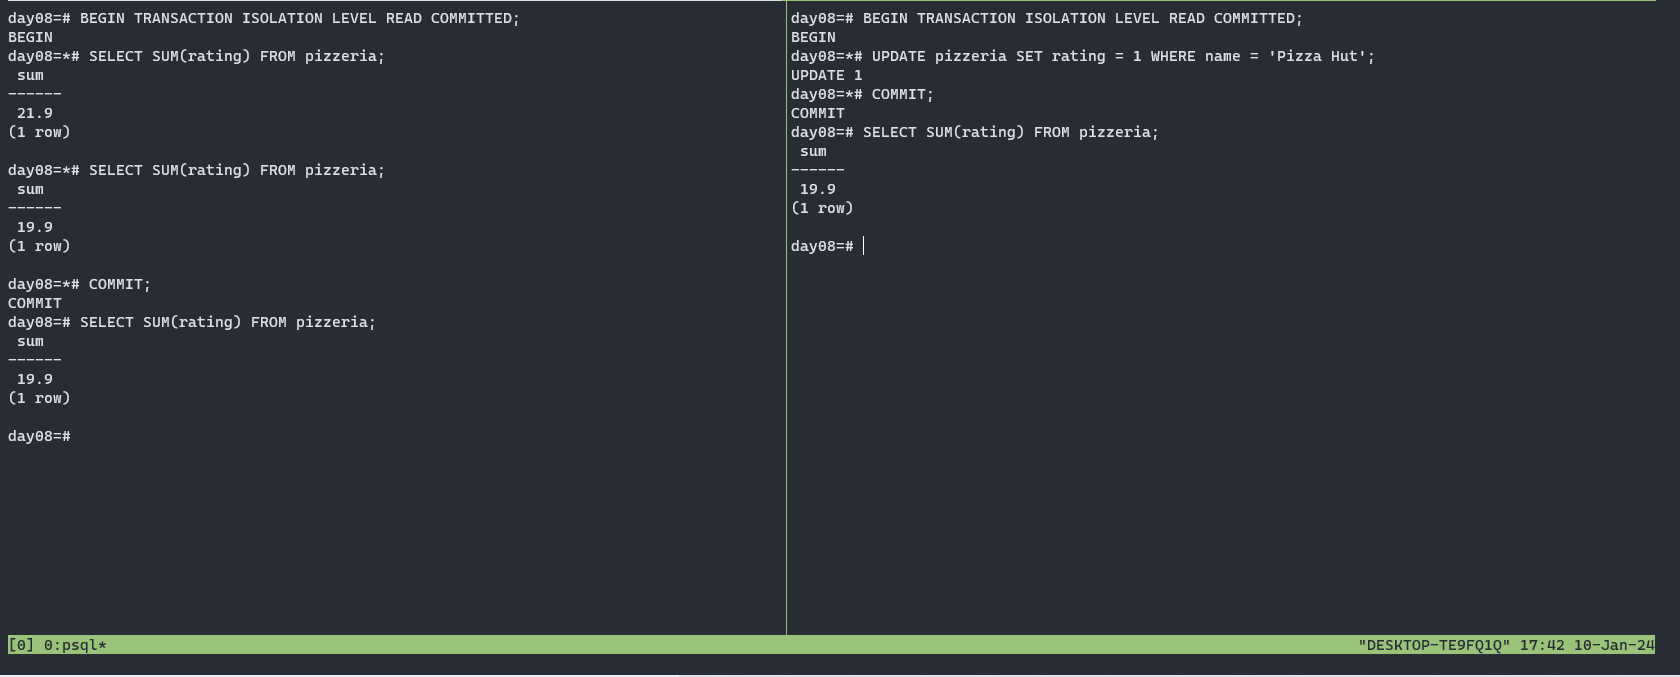 day08=# BEGIN TRANSACTION ISOLATION LEVEL READ COMMITTED;
BEGIN
day08=*# SELECT SUM(rating) FROM pizzeria;
 sum
------
 21.9
(1 row)

day08=*# SELECT SUM(rating) FROM pizzeria;
 sum
------
 19.9
(1 row)

day08=*# COMMIT;
COMMIT
day08=# SELECT SUM(rating) FROM pizzeria;
 sum
------
 19.9
(1 row)

day08=#
day08=# BEGIN TRANSACTION ISOLATION LEVEL READ COMMITTED;
BEGIN
day08=*# UPDATE pizzeria SET rating = 1 WHERE name = 'Pizza Hut';
UPDATE 1
day08=*# COMMIT;
COMMIT
day08=# SELECT SUM(rating) FROM pizzeria;
 sum
------
 19.9
(1 row)

day08=#
[0] 0:psql* "DESKTOP-TE9FQ1Q" 17:42 10-Jan-24